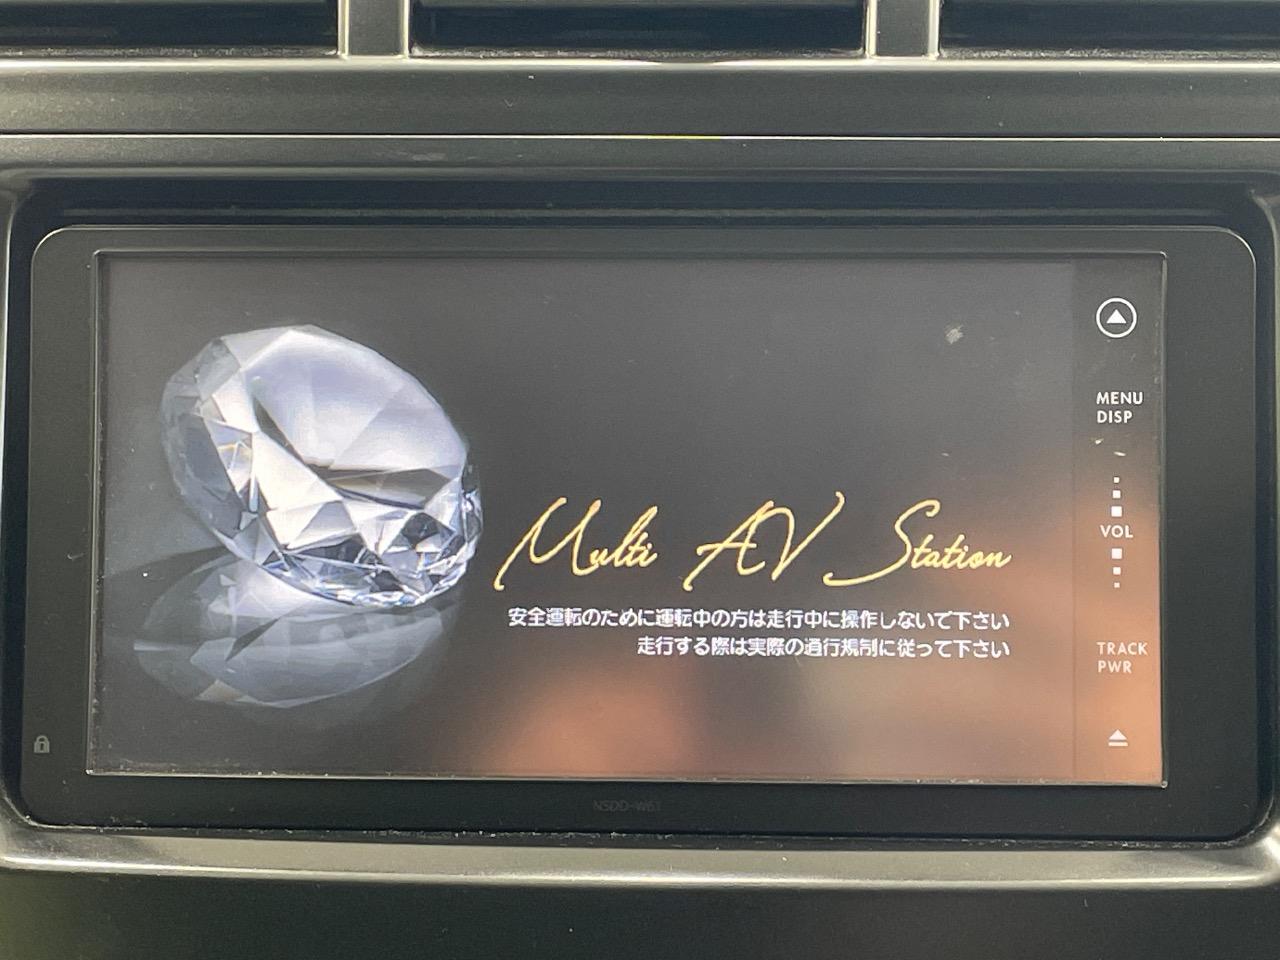 Multi AV Station
安全運転のために運転中の方は走行中に操作しないで下さい
走行する際は実際の通行規制に従って下さい
MENU
DISP
VOL
TRACK
PWR
NSDD-W61